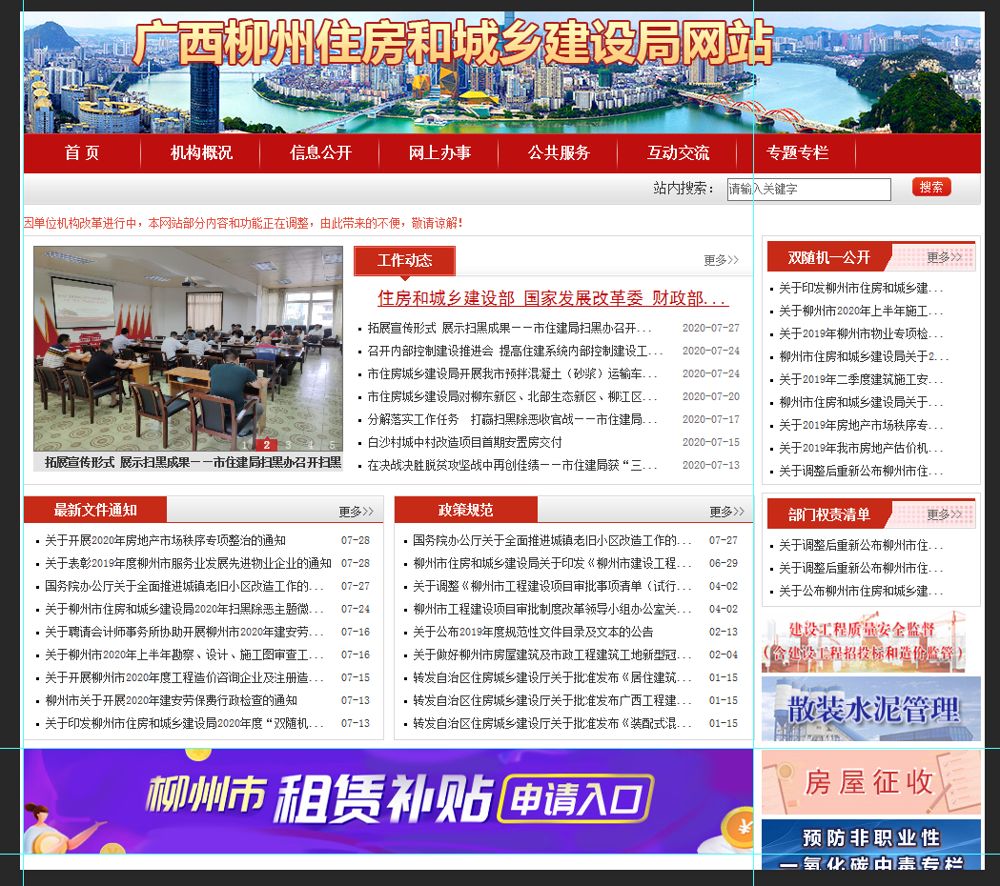 广西柳州住房和城乡建设局网站
首 页 机构概况 信息公开 网上办事 公共服务 互动交流 专题专栏
站内搜索： 请输入关键字 搜索
因单位机构改革进行中，本网站部分内容和功能正在调整，由此带来的不便，敬请谅解！
1 2 3 4 5
拓展宣传形式 展示扫黑成果——市住建局扫黑办召开扫黑
工作动态 更多>>
住房和城乡建设部 国家发展改革委 财政部...
拓展宣传形式 展示扫黑成果——市住建局扫黑办召开... 2020-07-27
召开内部控制建设推进会 提高住建系统内部控制建设工... 2020-07-24
市住房城乡建设局开展我市预拌混凝土（砂浆）运输车... 2020-07-24
市住房城乡建设局对柳东新区、北部生态新区、柳江区... 2020-07-20
分解落实工作任务 打赢扫黑除恶收官战——市住建局... 2020-07-17
白沙村城中村改造项目首期安置房交付 2020-07-15
在决战决胜脱贫攻坚战中再创佳绩——市住建局获“三... 2020-07-13
双随机一公开 更多>>
关于印发柳州市住房和城乡建...
关于柳州市2020年上半年施工...
关于2019年柳州市物业专项检...
柳州市住房和城乡建设局关于2...
关于2019年二季度建筑施工安...
柳州市住房和城乡建设局关于...
关于2019年房地产市场秩序专...
关于2019年我市房地产估价机...
关于调整后重新公布柳州市住...
最新文件通知 更多>>
关于开展2020年房地产市场秩序专项整治的通知 07-28
关于表彰2019年度柳州市服务业发展先进物业企业的通知 07-28
国务院办公厅关于全面推进城镇老旧小区改造工作的... 07-27
关于柳州市住房和城乡建设局2020年扫黑除恶主题微... 07-24
关于聘请会计师事务所协助开展柳州市2020年建安劳... 07-16
关于柳州市2020年上半年勘察、设计、施工图审查工... 07-16
关于开展柳州市2020年度工程造价咨询企业及注册造... 07-15
柳州市关于开展2020年建安劳保费行政检查的通知 07-13
关于印发柳州市住房和城乡建设局2020年度“双随机... 07-13
政策规范 更多>>
国务院办公厅关于全面推进城镇老旧小区改造工作的... 07-27
柳州市住房和城乡建设局关于印发《柳州市建设工程... 06-29
关于调整《柳州市工程建设项目审批事项清单（试行... 04-02
柳州市工程建设项目审批制度改革领导小组办公室关... 04-02
关于公布2019年度规范性文件目录及文本的公告 02-13
关于做好柳州市房屋建筑及市政工程建筑工地新型冠... 02-04
转发自治区住房城乡建设厅关于批准发布《居住建筑... 01-15
转发自治区住房城乡建设厅关于批准发布广西工程建... 01-15
转发自治区住房城乡建设厅关于批准发布《装配式混... 01-15
部门权责清单 更多>>
关于调整后重新公布柳州市住...
关于调整后重新公布柳州市住...
关于公布柳州市住房和城乡建...
建设工程质量安全监督
（含建设工程招投标和造价监管）
散装水泥管理
房屋征收
预防非职业性
一氧化碳中毒专栏
柳州市 租赁补贴 申请入口
¥